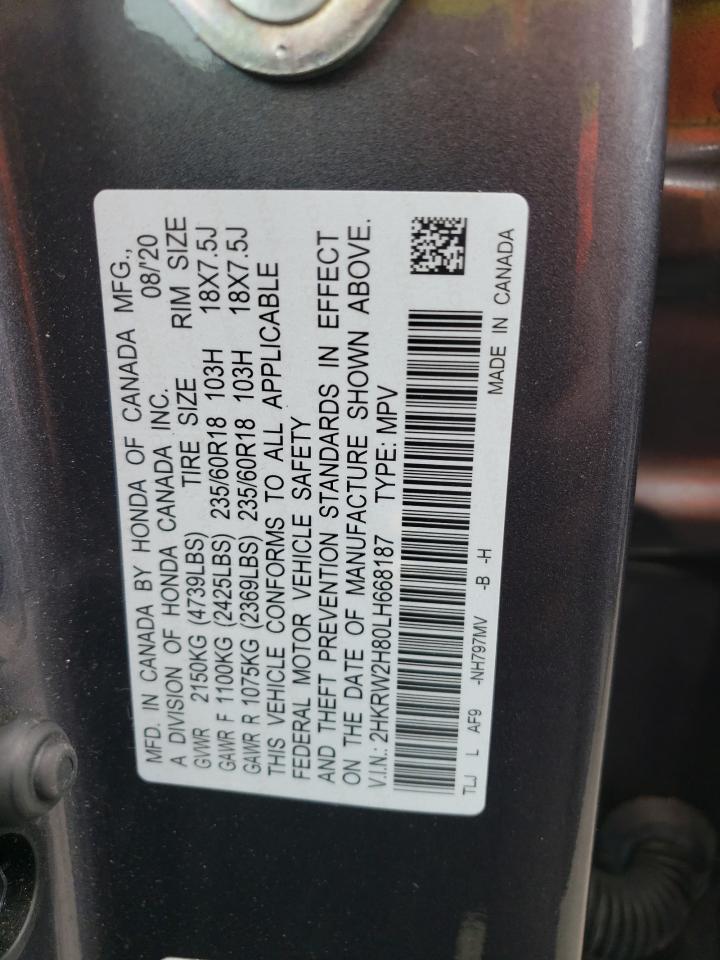 MFD. IN CANADA BY HONDA OF CANADA MFG.,
A DIVISION OF HONDA CANADA INC. 08/'20
GVWR 2150KG (4739LBS) TIRE SIZE RIM SIZE
GAWR F 1100KG (2425LBS) 235/60R18 103H 18X7.5J
GAWR R 1075KG (2369LBS) 235/60R18 103H 18X7.5J
THIS VEHICLE CONFORMS TO ALL APPLICABLE
FEDERAL MOTOR VEHICLE SAFETY
AND THEFT PREVENTION STANDARDS IN EFFECT
ON THE DATE OF MANUFACTURE SHOWN ABOVE.
V.I.N.: 2HKRW2H80LH668187 TYPE: MPV
TLJ L AF9 -NH797MV -B -H
MADE IN CANADA